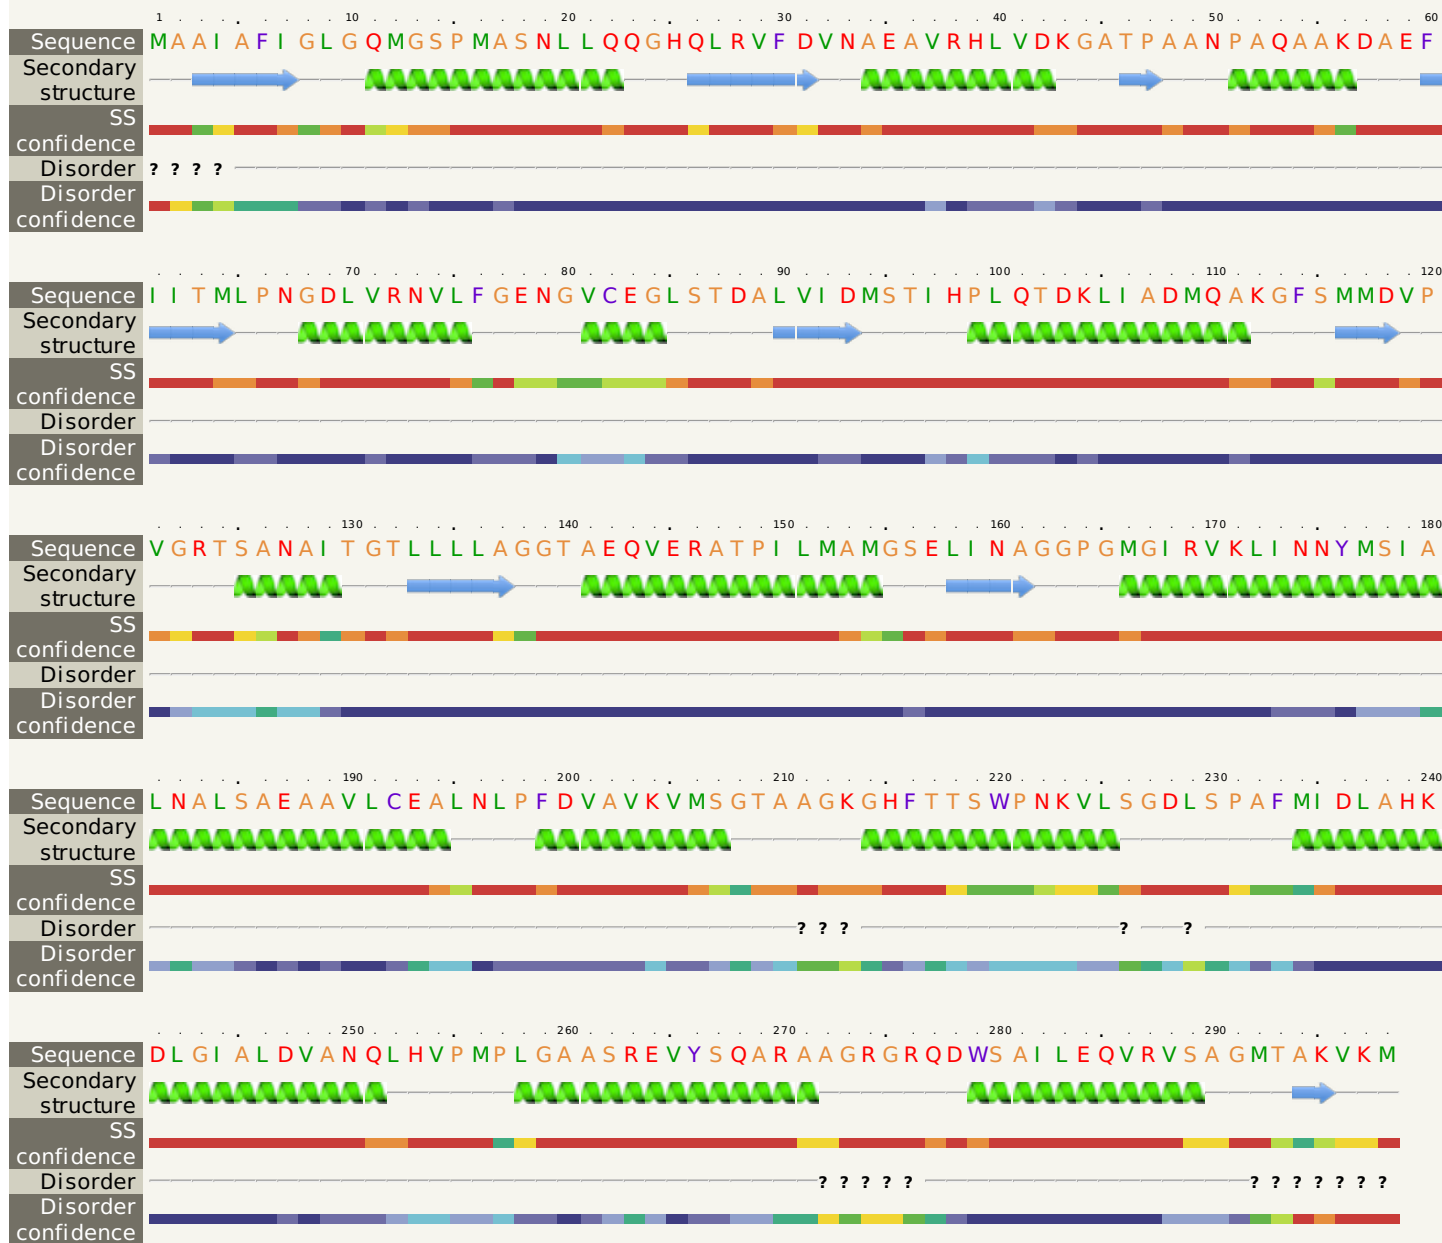 1 10 20 30 40 50 60
Sequence MAAIAFIGLGQMGSPMASNLLQQGHQLRVFDVNAEAVRHLVDKGATPAANPAQAAKDAEF
Secondary
structure
SS
confidence
Disorder ? ? ? ?
Disorder
confidence
70 80 90 100 110 120
Sequence IITMLPNGDLVRNVLFGENGVCEGLSTDALVIDMSTIHPLQTDKLIADMQAKGFSMMDVP
Secondary
structure
SS
confidence
Disorder
Disorder
confidence
130 140 150 160 170 180
Sequence VGRTSANAITGTLLLLAGGTAEQVERATPILMAMGSELINAGGPGMGIRVKLINNYMSIA
Secondary
structure
SS
confidence
Disorder
Disorder
confidence
190 200 210 220 230 240
Sequence LNALSAEAAVLCEALNLPFDVAVKVMSGTAAGKGHFTTSWPNKVLSGDLSPAFMIDLAHK
Secondary
structure
SS
confidence
Disorder ? ? ? ? ?
Disorder
confidence
250 260 270 280 290
Sequence DLGIALDVANQLHVPMPLGAASREVYSQARAAGRGRQDWSAILEQVRVSAGMTAKVKM
Secondary
structure
SS
confidence
Disorder ? ? ? ? ? ? ? ? ? ? ? ?
Disorder
confidence